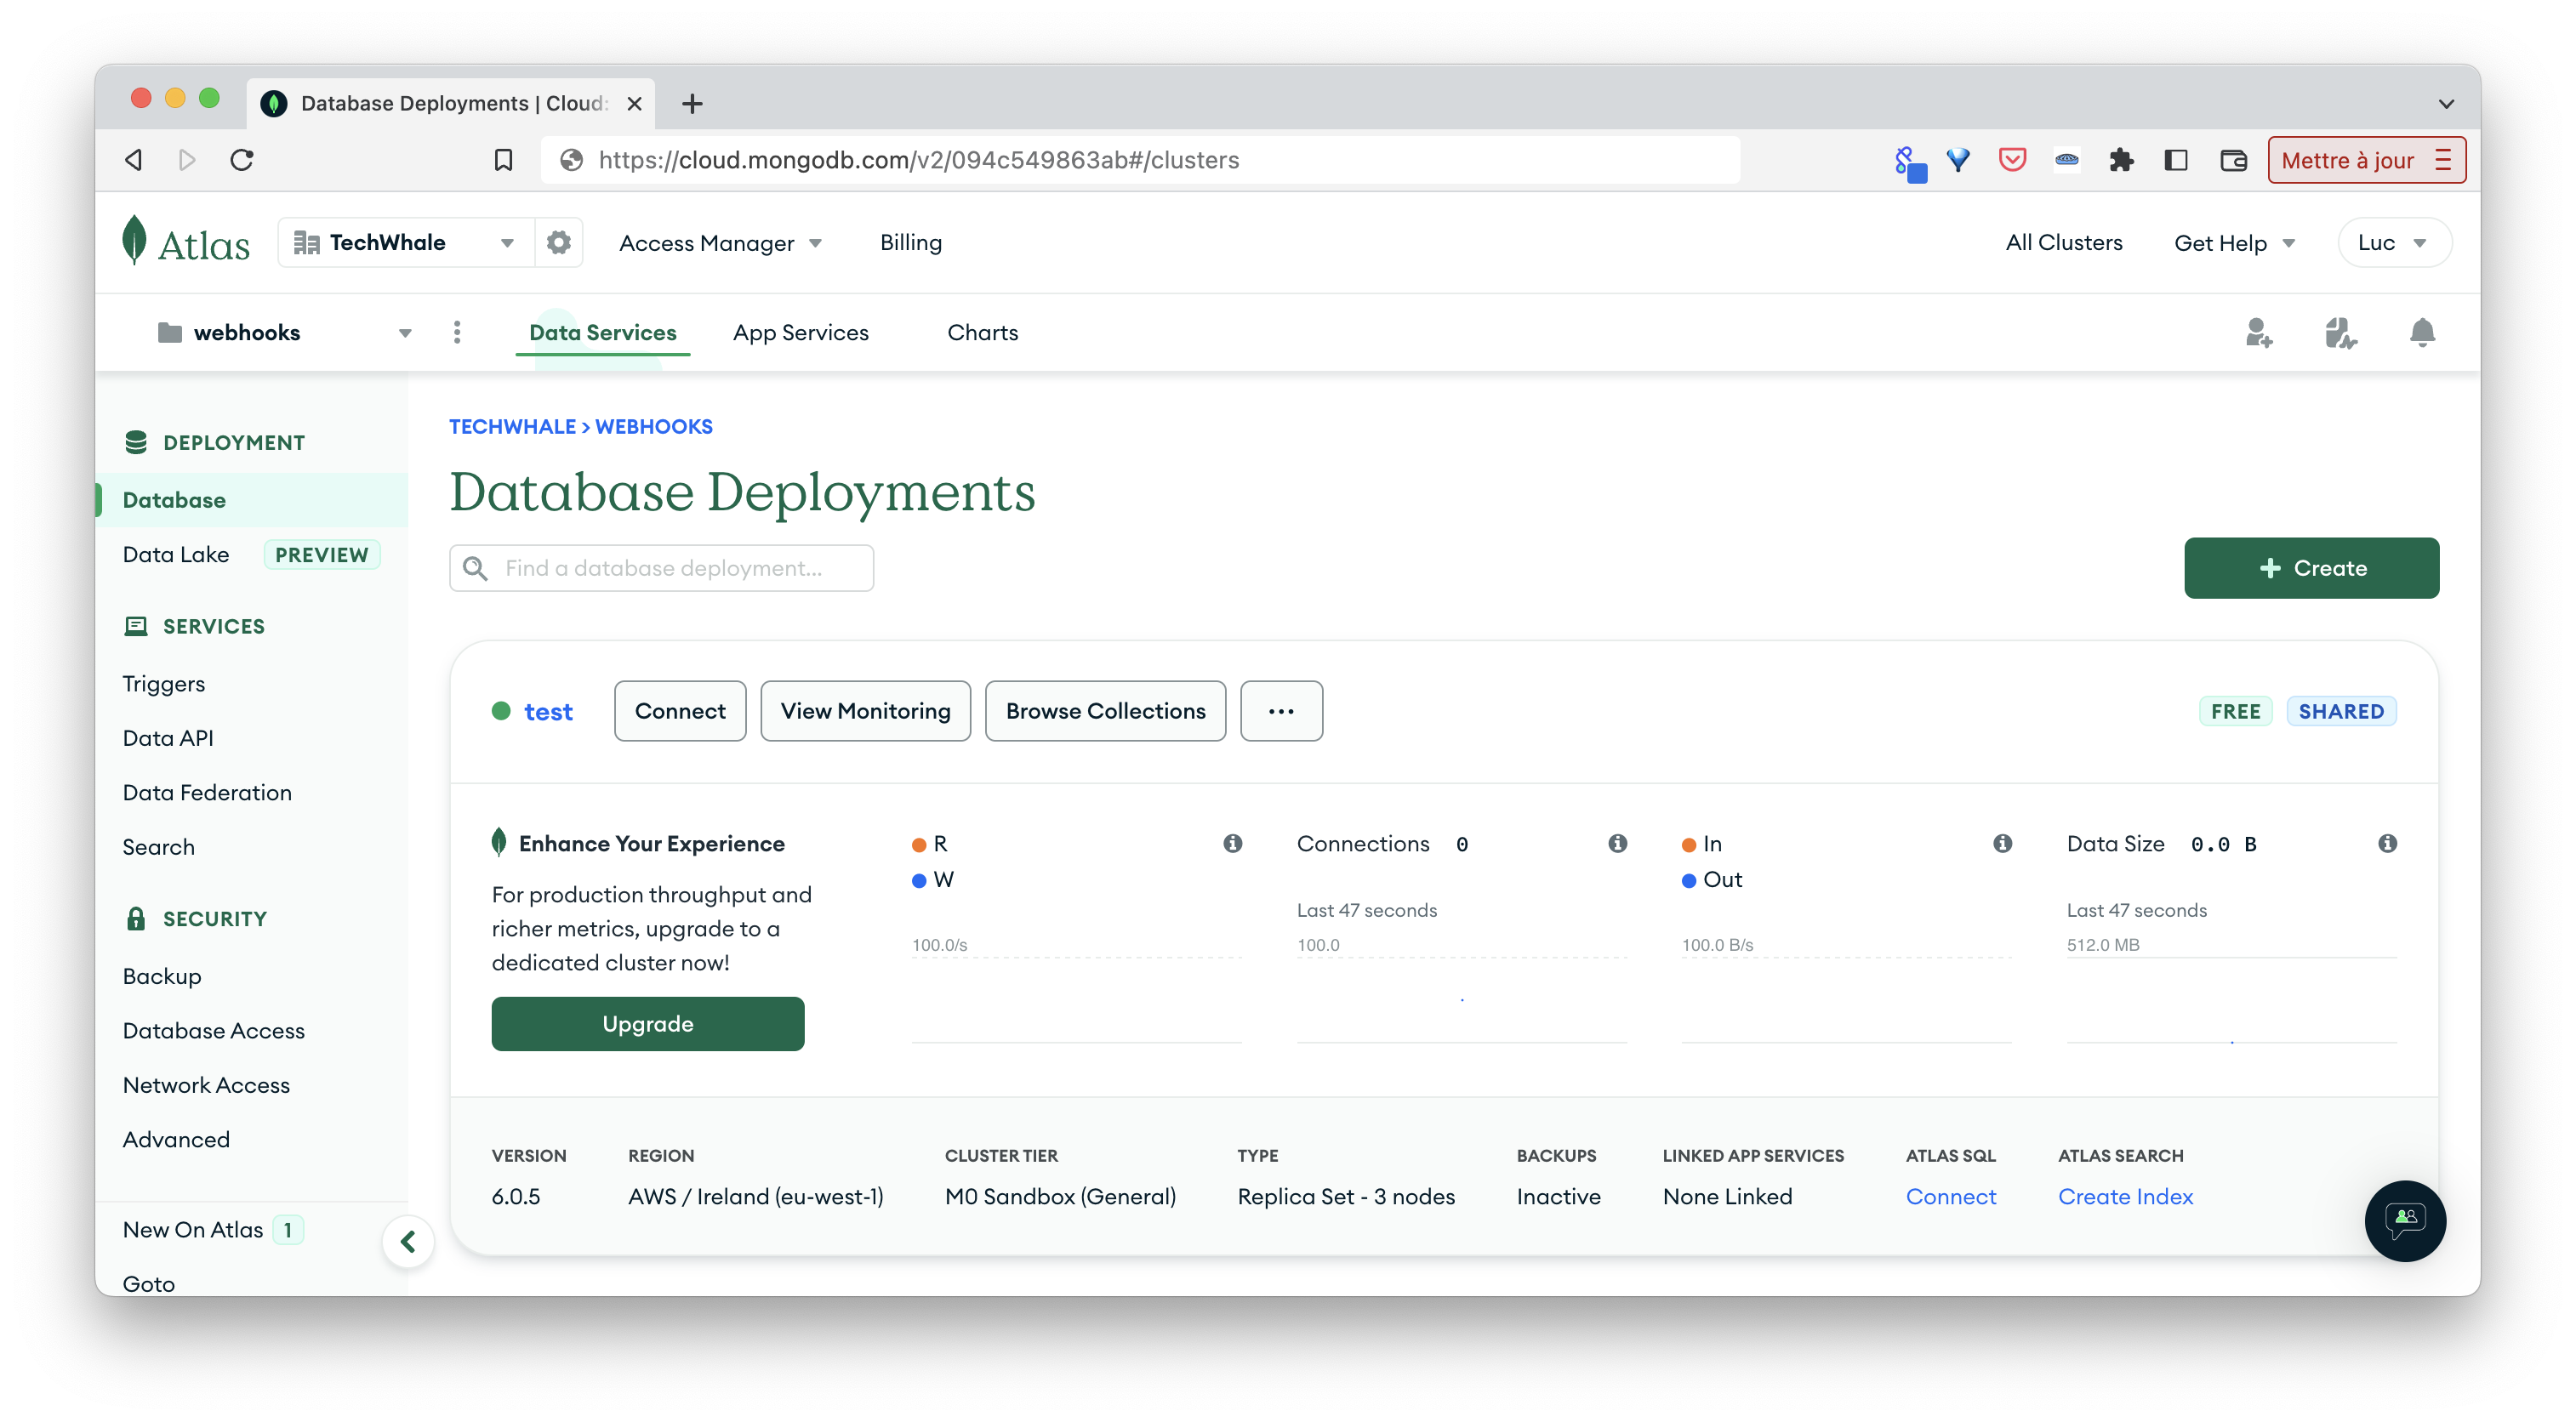 Database Deployments | Cloud:
https://cloud.mongodb.com/v2/094c549863ab#/clusters
Mettre à jour
Atlas
TechWhale
Access Manager
Billing
All Clusters
Get Help
Luc
webhooks
Data Services
App Services
Charts
DEPLOYMENT
Database
Data Lake PREVIEW
SERVICES
Triggers
Data API
Data Federation
Search
SECURITY
Backup
Database Access
Network Access
Advanced
New On Atlas 1
Goto
TECHWHALE > WEBHOOKS
Database Deployments
Find a database deployment...
+ Create
test
Connect
View Monitoring
Browse Collections
...
FREE
SHARED
Enhance Your Experience
For production throughput and
richer metrics, upgrade to a
dedicated cluster now!
Upgrade
R
W
100.0/s
Connections 0
Last 47 seconds
100.0
In
Out
100.0 B/s
Data Size 0.0 B
Last 47 seconds
512.0 MB
VERSION
6.0.5
REGION
AWS / Ireland (eu-west-1)
CLUSTER TIER
M0 Sandbox (General)
TYPE
Replica Set - 3 nodes
BACKUPS
Inactive
LINKED APP SERVICES
None Linked
ATLAS SQL
Connect
ATLAS SEARCH
Create Index